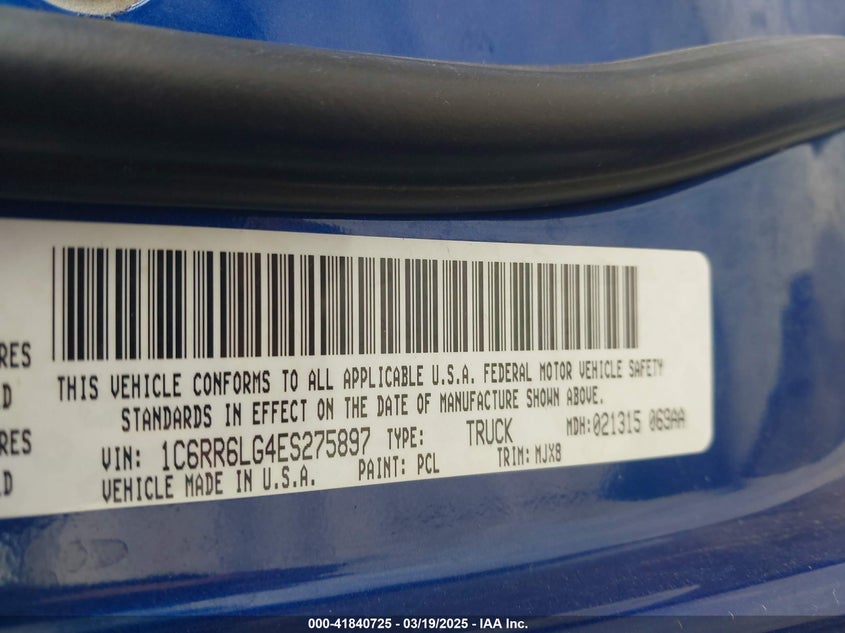 RES
D
RES
D
THIS VEHICLE CONFORMS TO ALL APPLICABLE U.S.A. FEDERAL MOTOR VEHICLE SAFETY
STANDARDS IN EFFECT ON THE DATE OF MANUFACTURE SHOWN ABOVE.
VIN: 1C6RR6LG4ES275897 TYPE: TRUCK MDH:021315 069AA
VEHICLE MADE IN U.S.A. PAINT: PCL TRIM: MJX8
000-41840725 - 03/19/2025 - IAA Inc.